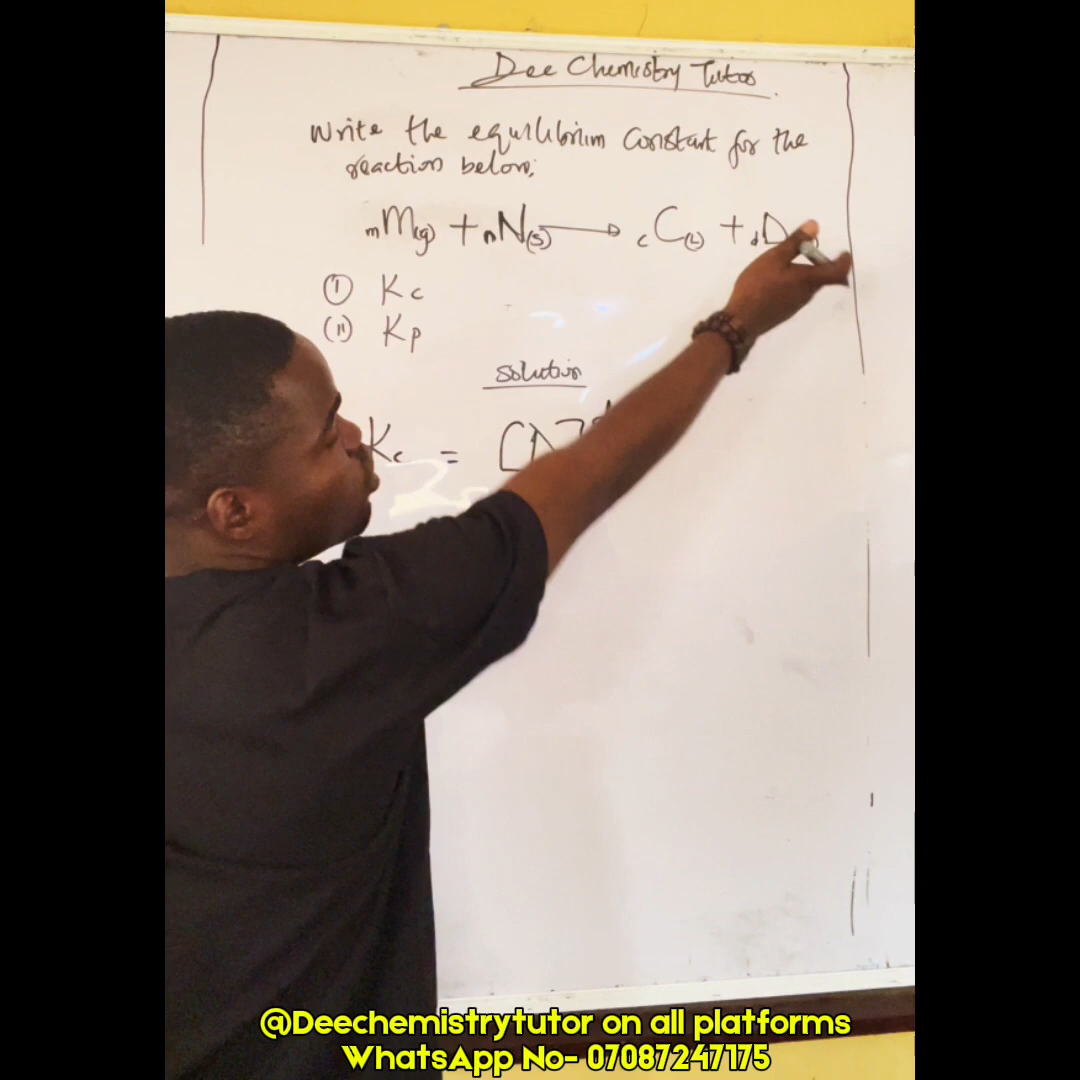 Dee Chemistry Tutor
Write the equilibrium constant for the
reaction below;
mM(g) + nN(s) → cC(L) + dD
(i) Kc
(ii) Kp
Solution
Kc = [D]
@Deechemistrytutor on all platforms
WhatsApp No- 07087247175